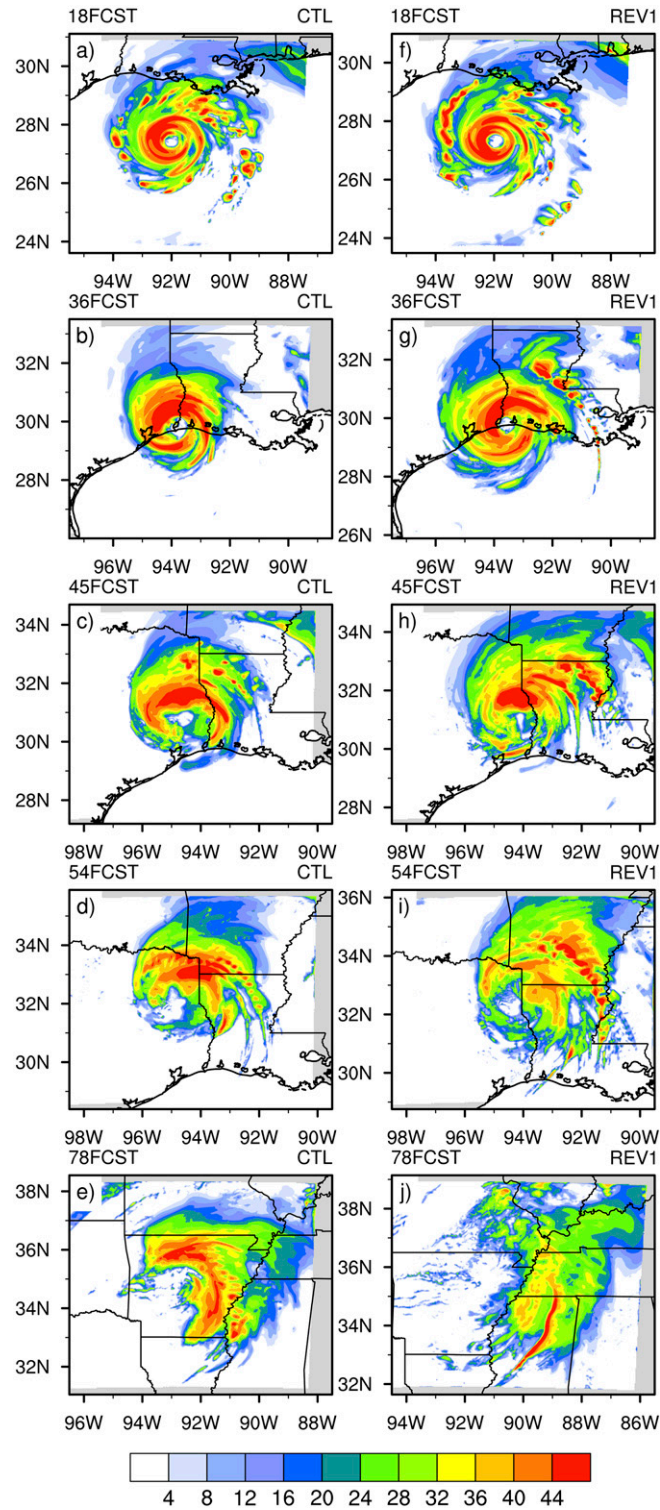 18FCST CTL 18FCST REV1
a) f)
30N 30N
28N 28N
26N 26N
24N 24N
94W 92W 90W 88W 94W 92W 90W 88W
36FCST CTL 36FCST REV1
b) g)
32N 32N
30N 30N
28N 28N
26N
96W 94W 92W 90W 96W 94W 92W 90W
45FCST CTL 45FCST REV1
c) h)
34N 34N
32N 32N
30N 30N
28N 28N
98W 96W 94W 92W 90W 98W 96W 94W 92W 90W
54FCST CTL 54FCST REV1
d) i)
36N
34N 34N
32N 32N
30N 30N
98W 96W 94W 92W 90W 98W 96W 94W 92W 90W
78FCST CTL 78FCST REV1
e) j)
38N 38N
36N 36N
34N 34N
32N 32N
96W 94W 92W 90W 88W 94W 92W 90W 88W 86W
4 8 12 16 20 24 28 32 36 40 44